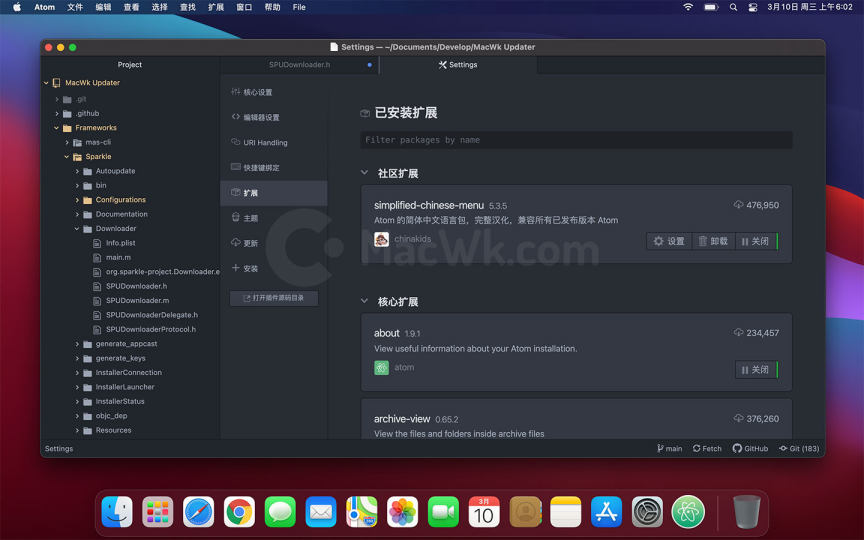 Atom 文件 编辑 查看 选择 查找 扩展 窗口 帮助 File 3月10日 周三 上午6:02
Settings — ~/Documents/Develop/MacWk Updater
Project
SPUDownloader.h
Settings
MacWk Updater
.git
.github
Frameworks
mas-cli
Sparkle
Autoupdate
bin
Configurations
Documentation
Downloader
Info.plist
main.m
org.sparkle-project.Downloader.e
SPUDownloader.h
SPUDownloader.m
SPUDownloaderDelegate.h
SPUDownloaderProtocol.h
generate_appcast
generate_keys
InstallerConnection
InstallerLauncher
InstallerStatus
objc_dep
Resources
核心设置
编辑器设置
URI Handling
快捷键绑定
扩展
主题
更新
安装
打开插件源码目录
已安装扩展
Filter packages by name
社区扩展
simplified-chinese-menu 5.3.5 476,950
Atom 的简体中文语言包，完整汉化，兼容所有已发布版本 Atom
chinakids 设置 卸载 关闭
MacWk.com
核心扩展
about 1.9.1 234,457
View useful information about your Atom installation.
atom 关闭
archive-view 0.65.2 376,260
View the files and folders inside archive files
Settings main Fetch GitHub Git (183)
3月
10